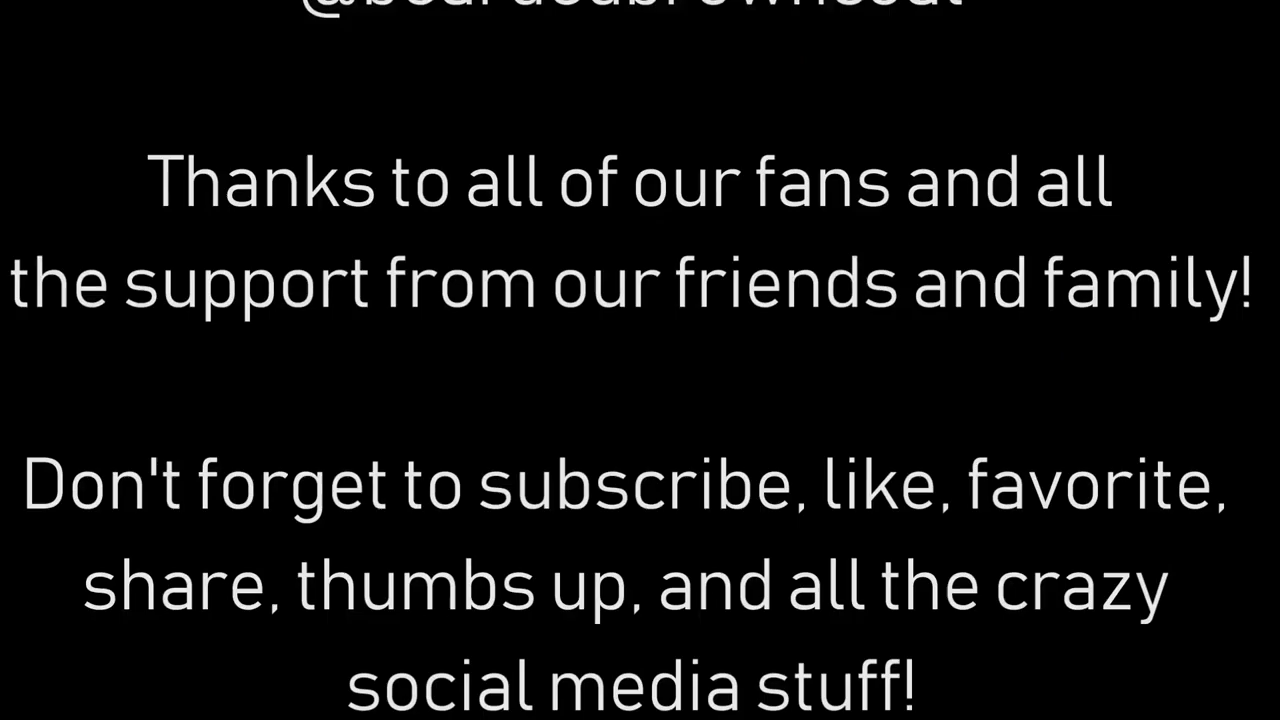 Thanks to all of our fans and all
the support from our friends and family!
Don't forget to subscribe, like, favorite,
share, thumbs up, and all the crazy
social media stuff!